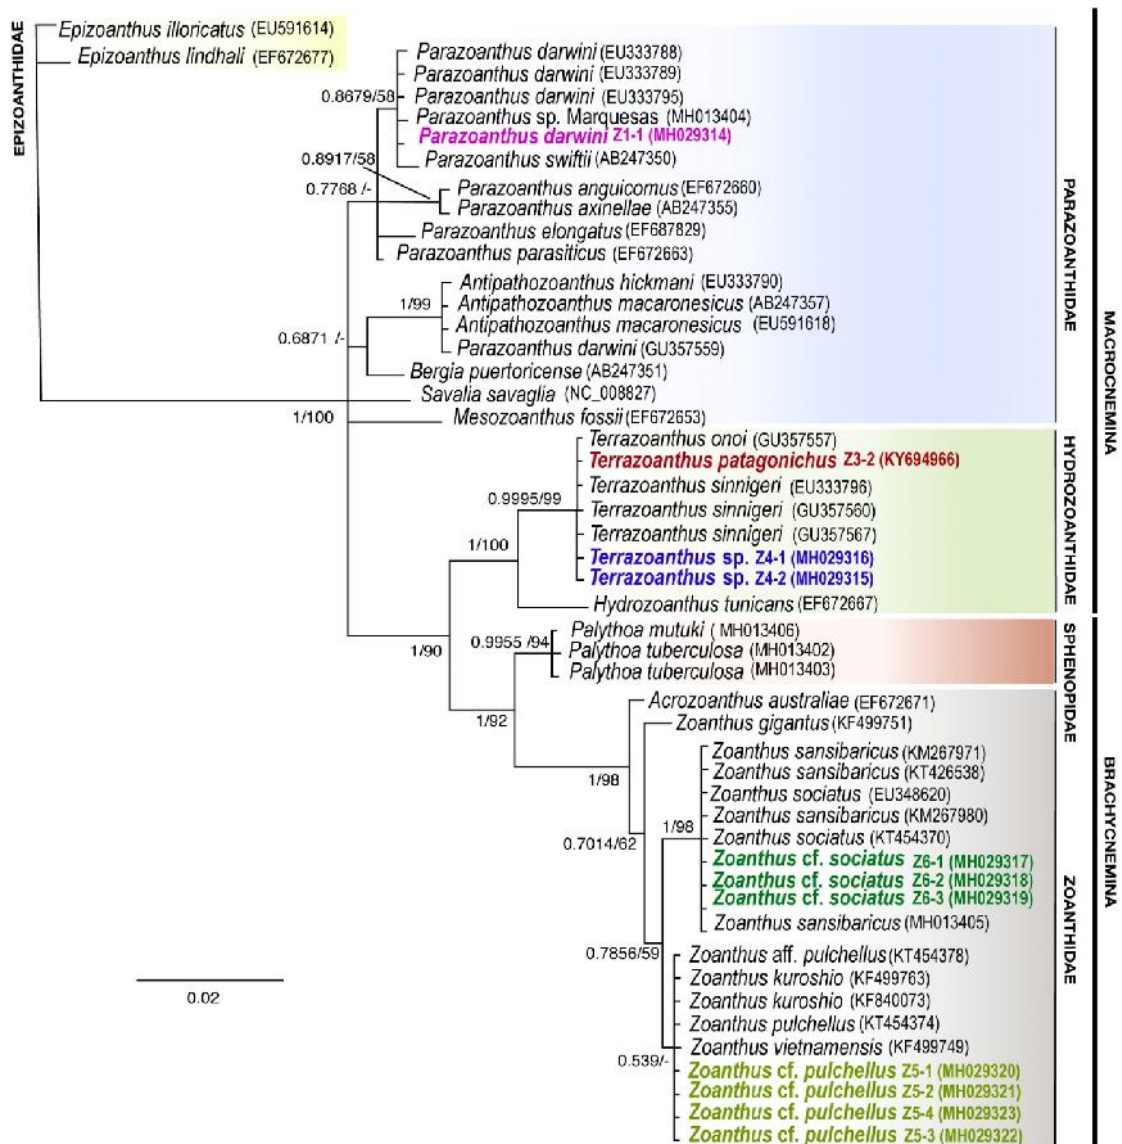 EPIZOANTHIDAE
Epizoanthus illoricatus (EU591614)
Epizoanthus lindhali (EF672677)
Parazoanthus darwini (EU333788)
Parazoanthus darwini (EU333789)
0.8679/58
Parazoanthus darwini (EU333795)
Parazoanthus sp. Marquesas (MH013404)
Parazoanthus darwini Z1-1 (MH029314)
0.8917/58
Parazoanthus swiftii (AB247350)
0.7768 /-
Parazoanthus anguicomus (EF672660)
Parazoanthus axinellae (AB247355)
Parazoanthus elongatus (EF687829)
Parazoanthus parasiticus (EF672663)
PARAZOANTHIDAE
Antipathozoanthus hickmani (EU333790)
1/99
Antipathozoanthus macaronesicus (AB247357)
Antipathozoanthus macaronesicus (EU591618)
0.6871 /-
Parazoanthus darwini (GU357559)
Bergia puertoricense (AB247351)
Savalia savaglia (NC_008827)
1/100
Mesozoanthus fossii (EF672653)
MACROCNEMINA
Terrazoanthus onoi (GU357557)
Terrazoanthus patagonichus Z3-2 (KY694966)
Terrazoanthus sinnigeri (EU333796)
0.9995/99
Terrazoanthus sinnigeri (GU357560)
Terrazoanthus sinnigeri (GU357567)
1/100
Terrazoanthus sp. Z4-1 (MH029316)
Terrazoanthus sp. Z4-2 (MH029315)
Hydrozoanthus tunicans (EF672667)
HYDROZOANTHIDAE
1/90
Palythoa mutuki ( MH013406)
0.9955 /94
Palythoa tuberculosa (MH013402)
Palythoa tuberculosa (MH013403)
SPHENOPIDAE
1/92
Acrozoanthus australiae (EF672671)
Zoanthus gigantus (KF499751)
1/98
Zoanthus sansibaricus (KM267971)
Zoanthus sansibaricus (KT426538)
Zoanthus sociatus (EU348620)
Zoanthus sansibaricus (KM267980)
1/98
Zoanthus sociatus (KT454370)
0.7014/62
Zoanthus cf. sociatus Z6-1 (MH029317)
Zoanthus cf. sociatus Z6-2 (MH029318)
Zoanthus cf. sociatus Z6-3 (MH029319)
Zoanthus sansibaricus (MH013405)
BRACHYCNEMINA
ZOANTHIDAE
0.7856/59
Zoanthus aff. pulchellus (KT454378)
Zoanthus kuroshio (KF499763)
Zoanthus kuroshio (KF840073)
Zoanthus pulchellus (KT454374)
Zoanthus vietnamensis (KF499749)
0.539/-
Zoanthus cf. pulchellus Z5-1 (MH029320)
Zoanthus cf. pulchellus Z5-2 (MH029321)
Zoanthus cf. pulchellus Z5-4 (MH029323)
Zoanthus cf. pulchellus Z5-3 (MH029322)
0.02